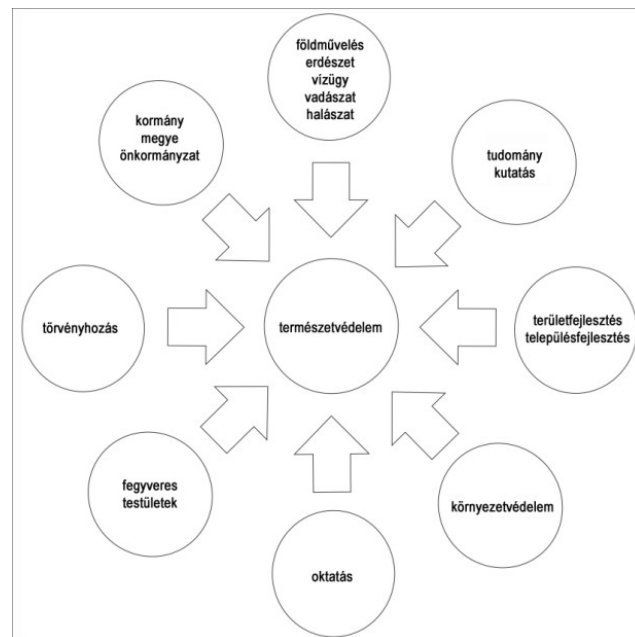 földművelés
erdészet
vízügy
vadászat
halászat
kormány
megye
önkormányzat
tudomány
kutatás
törvényhozás
természetvédelem
területfejlesztés
településfejlesztés
fegyveres
testületek
környezetvédelem
oktatás